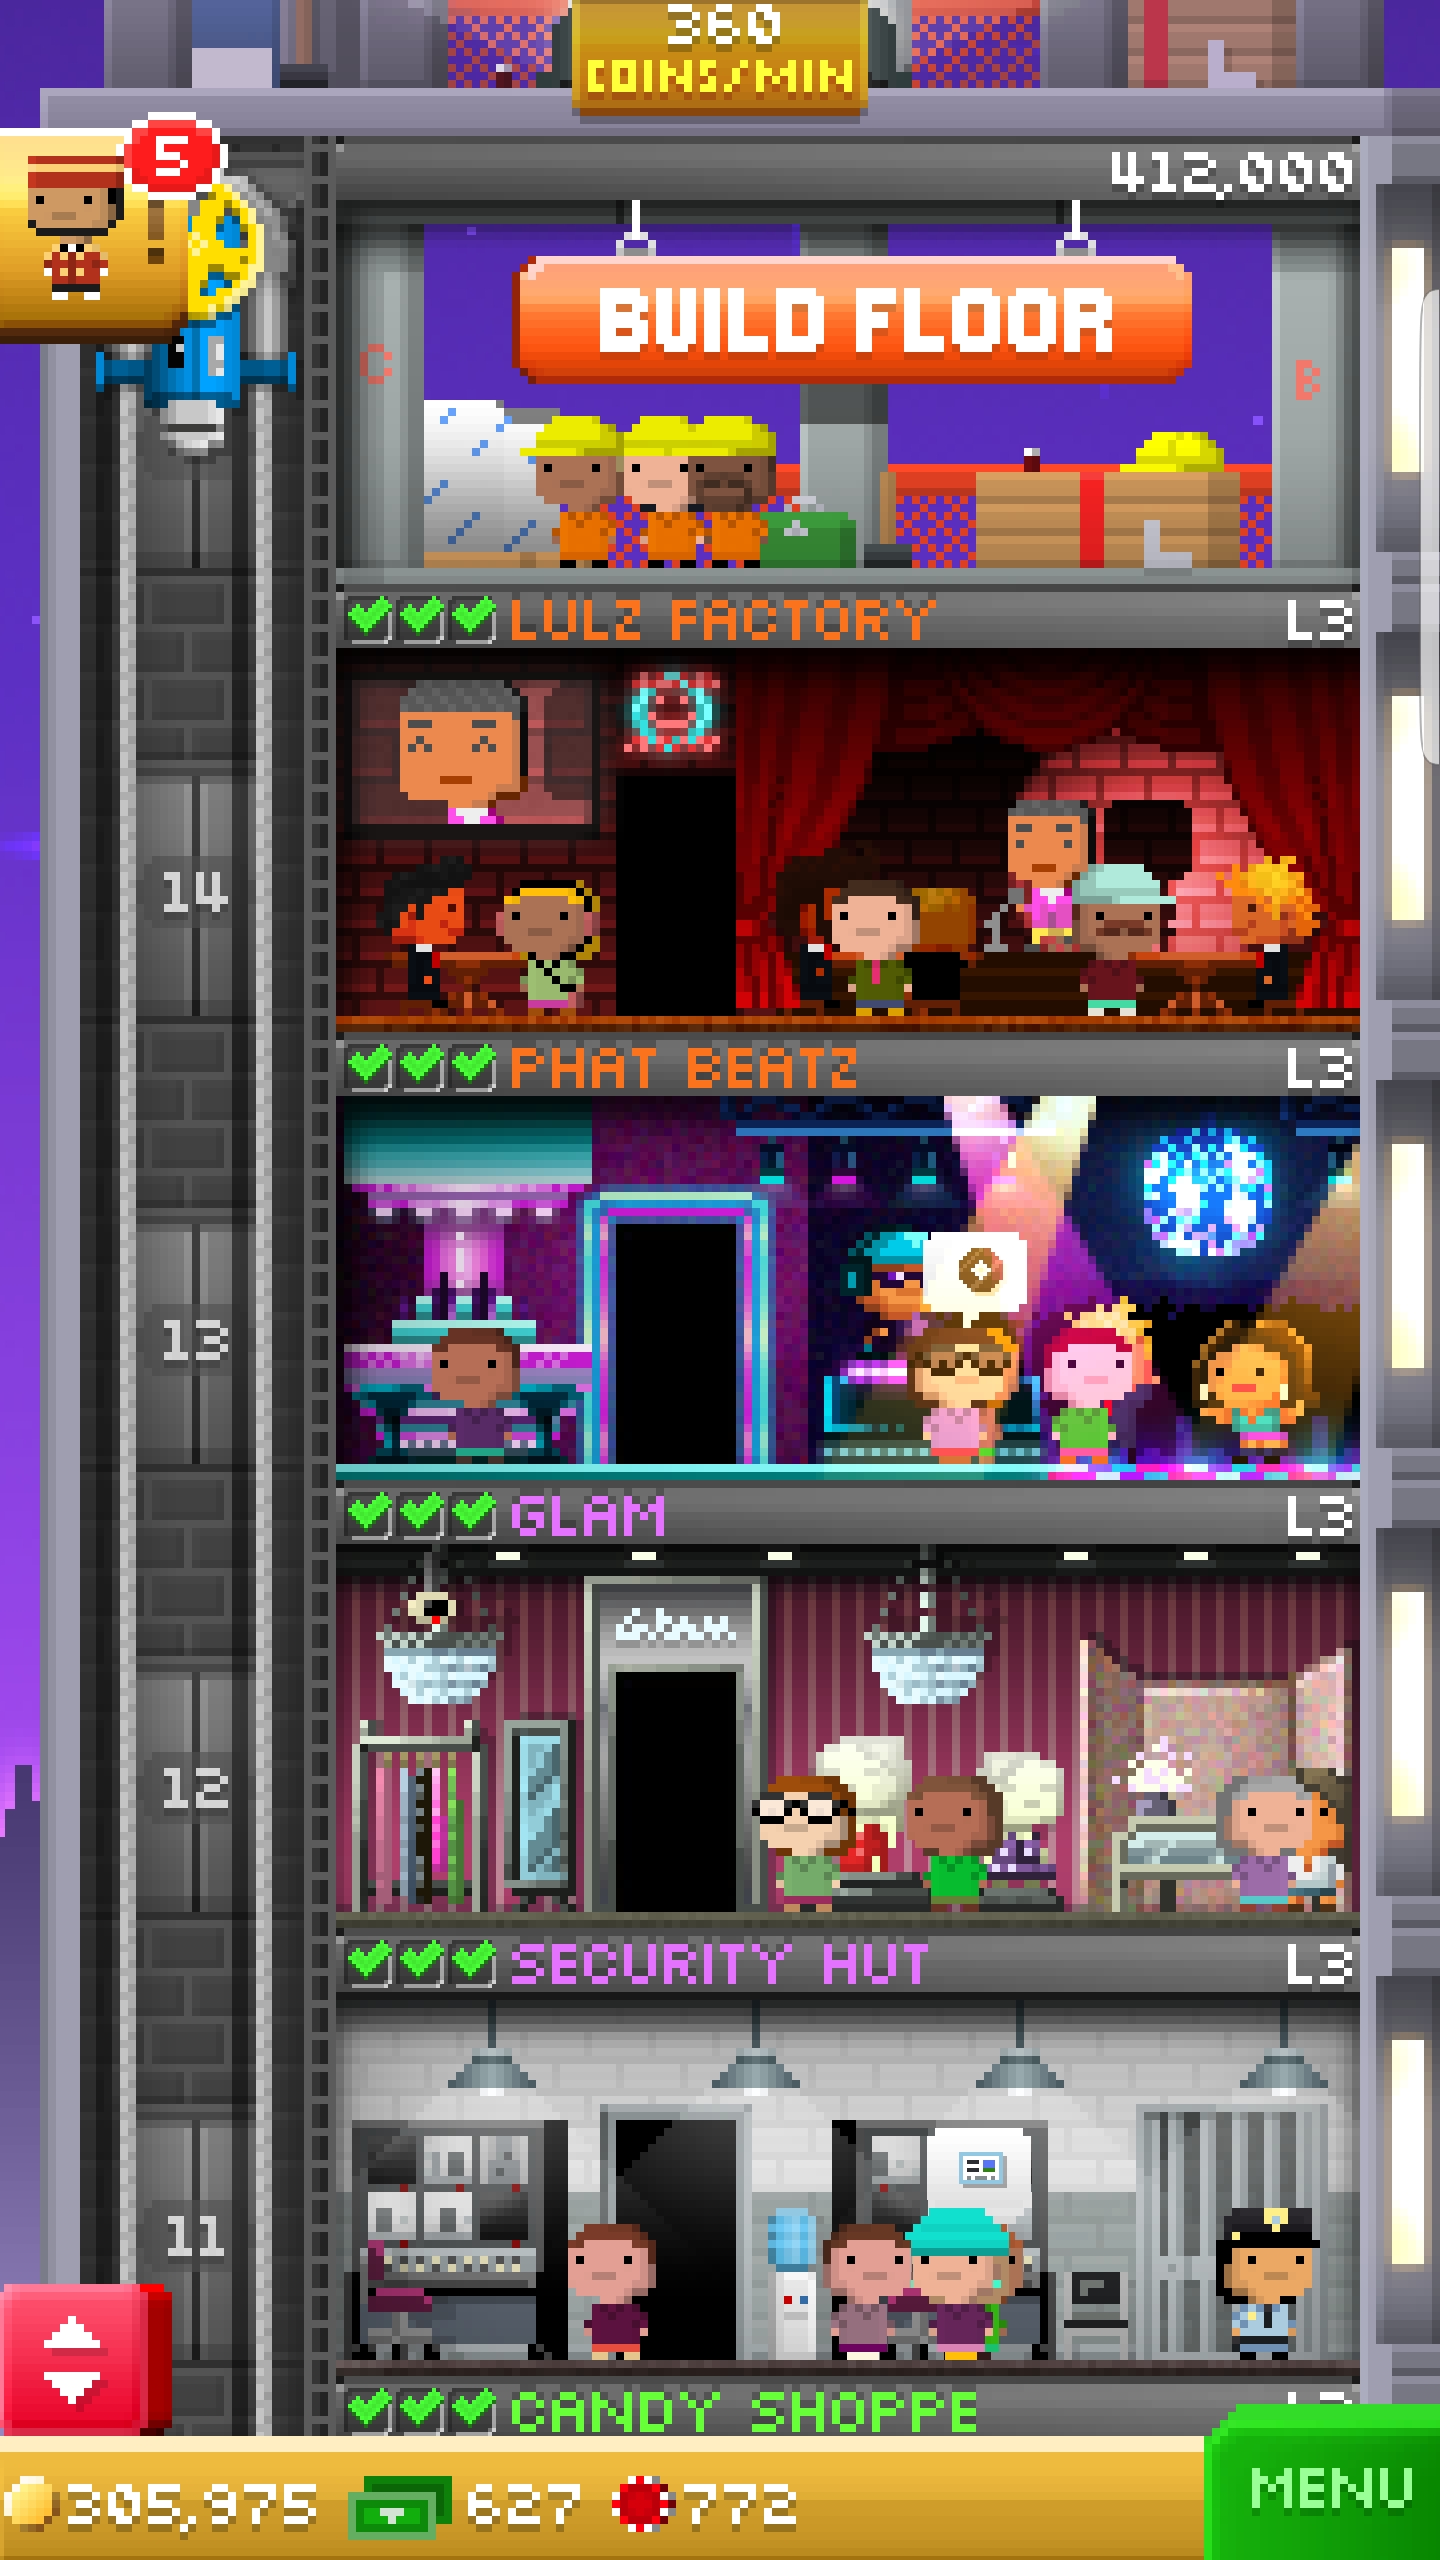 360
COINS/MIN
5
!
412,000
BUILD FLOOR
C
B
LULZ FACTORY L3
14
PHAT BEATZ L3
13
GLAM L3
Glam
12
SECURITY HUT L3
11
CANDY SHOPPE
305,975 627 772
MENU